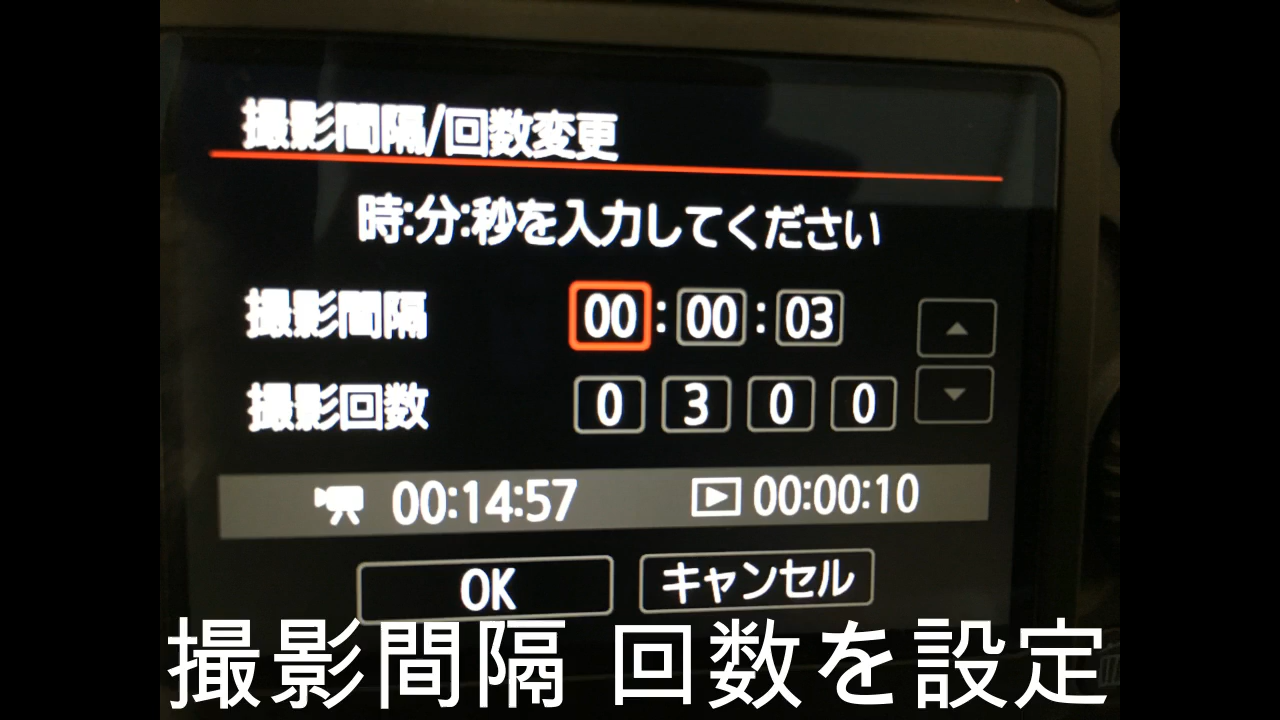 撮影間隔/回数変更
時:分:秒を入力してください
撮影間隔 00:00:03
撮影回数 0 3 0 0
00:14:57 00:00:10
OK キャンセル
撮影間隔 回数を設定